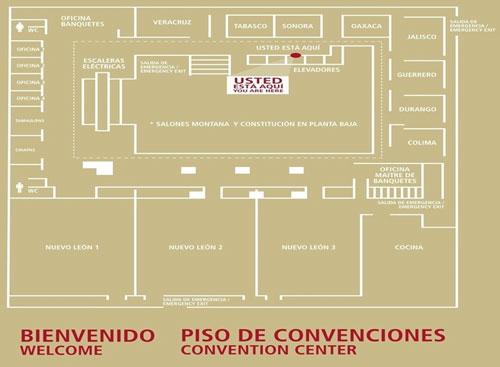 OFICINA
BANQUETES
VERACRUZ
TABASCO
SONORA
OAXACA
SALIDA DE
EMERGENCIA /
EMERGENCY EXIT
JALISCO
WC
OFICINA
OFICINA
OFICINA
OFICINA
TAMAULIPAS
WC
ESCALERAS
ELÉCTRICAS
SALIDA DE
EMERGENCIA /
EMERGENCY EXIT
USTED ESTÁ AQUÍ
ELEVADORES
USTED
ESTÁ AQUÍ
YOU ARE HERE
GUERRERO
DURANGO
COLIMA
* SALONES MONTANA Y CONSTITUCIÓN EN PLANTA BAJA
OFICINA
MAITRE DE
BANQUETES
SALIDA DE EMERGENCIA /
EMERGENCY EXIT
NUEVO LEÓN 1
NUEVO LEÓN 2
NUEVO LEÓN 3
COCINA
SALIDA DE EMERGENCIA /
EMERGENCY EXIT
BIENVENIDO
WELCOME
PISO DE CONVENCIONES
CONVENTION CENTER